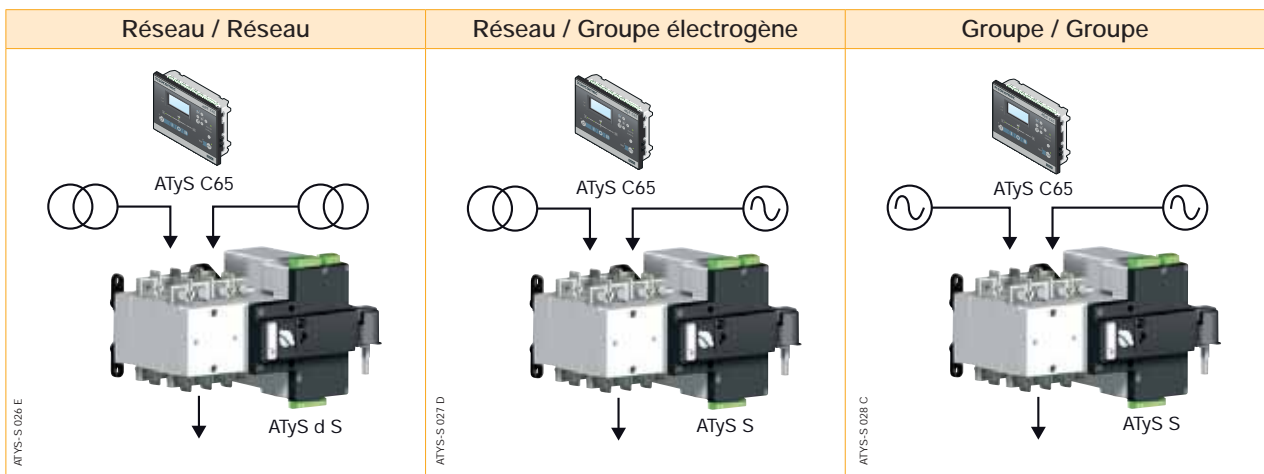 Réseau / Réseau
Réseau / Groupe électrogène
Groupe / Groupe
ATyS C65
ATyS C65
ATyS C65
ATyS d S
ATyS S
ATyS S
ATYS-S 026 E
ATYS-S 027 D
ATYS-S 028 C